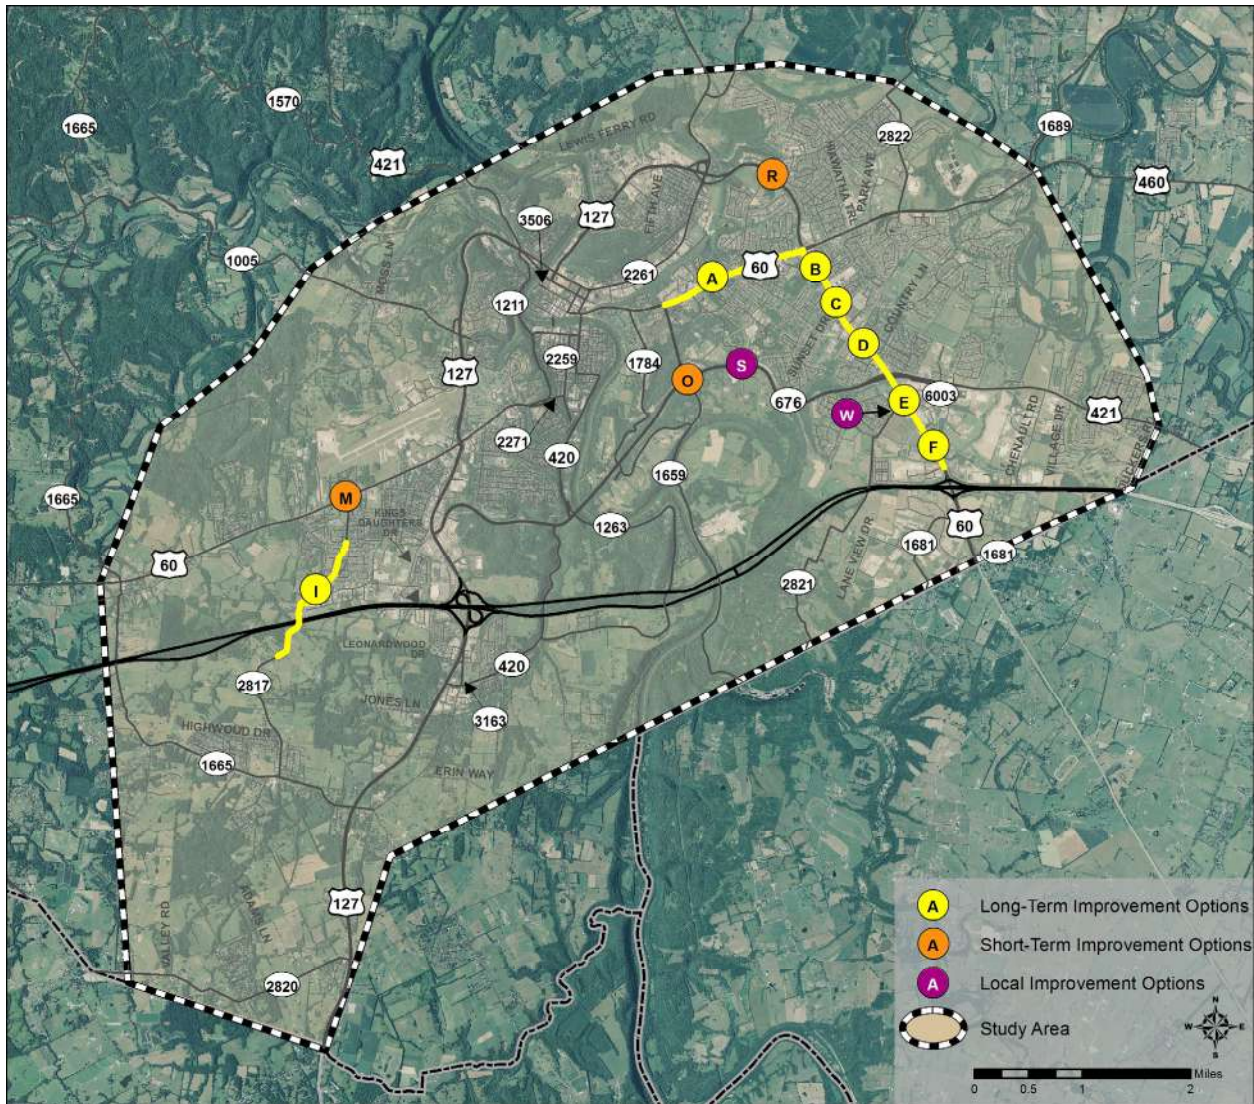 1570
1665
421
LEWIS FERRY RD
2822
1689
HIAWATHA TRL
PARK AVE
R
460
FIFTH AVE
3506
127
1005
MOSS LN
2261
60
A
B
COUNTRY LN
1211
C
SUNSET DR
D
2259
1784
127
S
O
676
E
6003
W
421
2271
420
F
CHENAULT RD
VILLAGE DR
DUCKER
1659
M
1665
KINGS
DAUGHTERS
DR
1263
60
LANE VIEW DR
1681
1681
60
I
2821
LEONARDWOOD
DR
420
2817
JONES LN
3163
HIGHWOOD DR
1665
ERIN WAY
127
ADAMS LN
VALLEY RD
2820
A Long-Term Improvement Options
A Short-Term Improvement Options
A Local Improvement Options
Study Area
N
W E
S
Miles
0 0.5 1 2